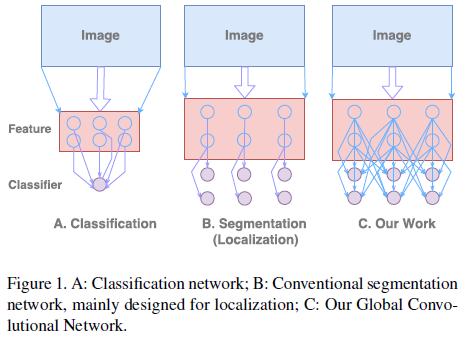 Image
Image
Image
Feature
Classifier
A. Classification
B. Segmentation
(Localization)
C. Our Work
Figure 1. A: Classification network; B: Conventional segmentation
network, mainly designed for localization; C: Our Global Convo-
lutional Network.